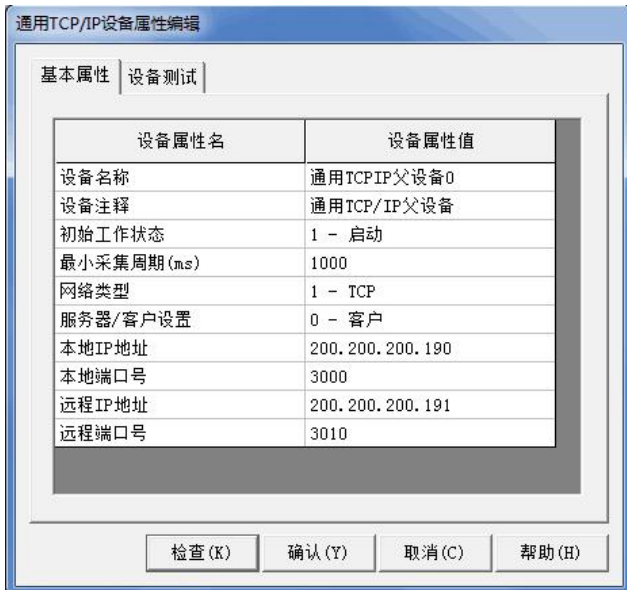 通用TCP/IP设备属性编辑
基本属性 设备测试
设备属性名 设备属性值
设备名称 通用TCPIP父设备0
设备注释 通用TCP/IP父设备
初始工作状态 1 - 启动
最小采集周期(ms) 1000
网络类型 1 - TCP
服务器/客户设置 0 - 客户
本地IP地址 200.200.200.190
本地端口号 3000
远程IP地址 200.200.200.191
远程端口号 3010
检查(K) 确认(Y) 取消(C) 帮助(H)